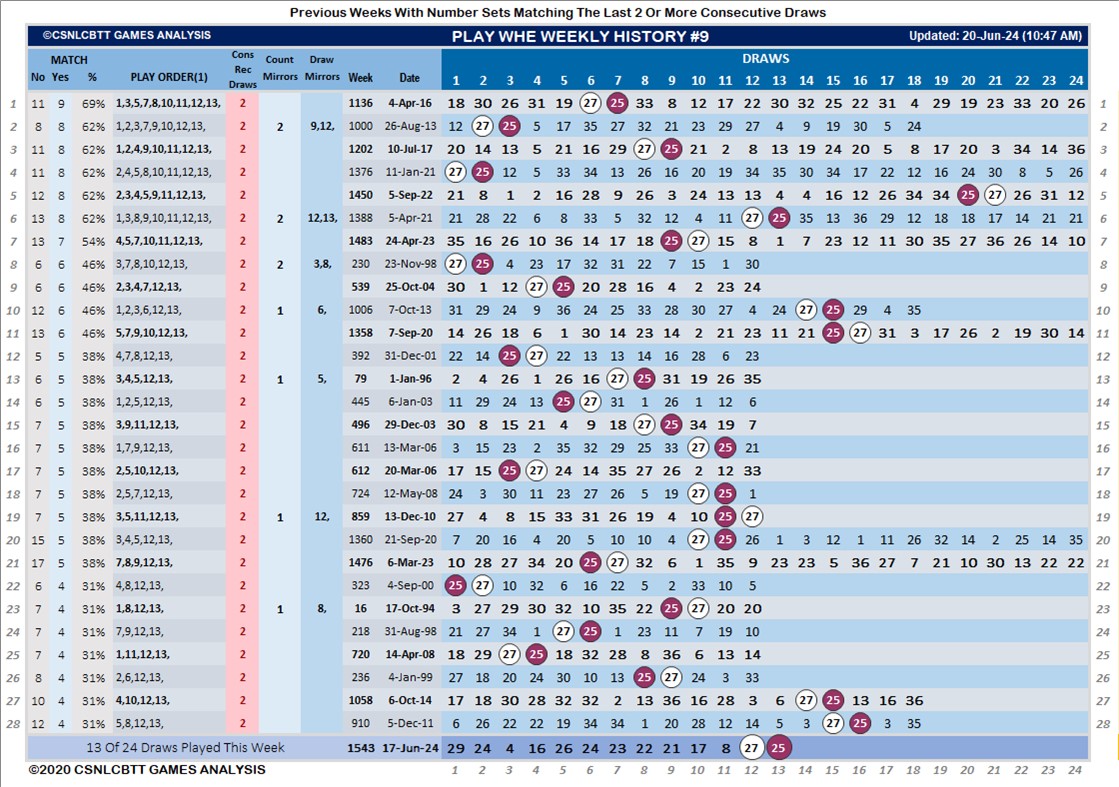 Previous Weeks With Number Sets Matching The Last 2 Or More Consecutive Draws
©CSNLCBTT GAMES ANALYSIS PLAY WHE WEEKLY HISTORY #9 Updated: 20-Jun-24 (10:47 AM)
MATCH Cons Rec Draws Count Mirrors Draw Mirrors DRAWS
No Yes % PLAY ORDER(1) Week Date 1 2 3 4 5 6 7 8 9 10 11 12 13 14 15 16 17 18 19 20 21 22 23 24
1 11 9 69% 1,3,5,7,8,10,11,12,13, 2 1136 4-Apr-16 18 30 26 31 19 27 25 33 8 12 17 22 30 32 25 22 31 4 29 19 23 33 20 26 1
2 8 8 62% 1,2,3,7,9,10,12,13, 2 2 9,12, 1000 26-Aug-13 12 27 25 5 17 35 27 32 21 23 29 27 4 9 19 30 5 24 2
3 11 8 62% 1,2,4,9,10,11,12,13, 2 1202 10-Jul-17 20 14 13 5 21 16 29 27 25 21 2 8 13 19 24 20 5 8 17 20 3 34 14 36 3
4 11 8 62% 2,4,5,8,10,11,12,13, 2 1376 11-Jan-21 27 25 12 5 33 34 13 26 16 20 19 34 35 30 34 17 22 12 16 24 30 8 5 26 4
5 12 8 62% 2,3,4,5,9,11,12,13, 2 1450 5-Sep-22 21 8 1 2 16 28 9 26 3 24 13 13 4 4 16 12 26 34 34 25 27 26 31 12 5
6 13 8 62% 1,3,8,9,10,11,12,13, 2 2 12,13, 1388 5-Apr-21 21 28 22 6 8 33 5 32 12 4 11 27 25 35 13 36 29 12 18 18 17 14 21 21 6
7 13 7 54% 4,5,7,10,11,12,13, 2 1483 24-Apr-23 35 16 26 10 36 14 17 18 25 27 15 8 1 7 23 12 11 30 35 27 36 26 14 10 7
8 6 6 46% 3,7,8,10,12,13, 2 2 3,8, 230 23-Nov-98 27 25 4 23 17 32 31 22 7 15 1 30 8
9 6 6 46% 2,3,4,7,12,13, 2 539 25-Oct-04 30 1 12 27 25 20 28 16 4 2 23 24 9
10 12 6 46% 1,2,3,6,12,13, 2 1 6, 1006 7-Oct-13 31 29 24 9 36 24 25 33 28 30 27 4 24 27 25 29 4 35 10
11 13 6 46% 5,7,9,10,12,13, 2 1358 7-Sep-20 14 26 18 6 1 30 14 23 14 2 21 23 11 21 25 27 31 3 17 26 2 19 30 14 11
12 5 5 38% 4,7,8,12,13, 2 392 31-Dec-01 22 14 25 27 22 13 13 14 16 28 6 23 12
13 6 5 38% 3,4,5,12,13, 2 1 5, 79 1-Jan-96 2 4 26 1 26 16 27 25 31 19 26 35 13
14 6 5 38% 1,2,5,12,13, 2 445 6-Jan-03 11 29 24 13 25 27 31 1 26 1 12 6 14
15 7 5 38% 3,9,11,12,13, 2 496 29-Dec-03 30 8 15 21 4 9 18 27 25 34 19 7 15
16 7 5 38% 1,7,9,12,13, 2 611 13-Mar-06 3 15 23 2 35 32 29 25 33 27 25 21 16
17 7 5 38% 2,5,10,12,13, 2 612 20-Mar-06 17 15 25 27 24 14 35 27 26 2 12 33 17
18 7 5 38% 2,5,7,12,13, 2 724 12-May-08 24 3 30 11 23 27 26 5 19 27 25 1 18
19 7 5 38% 3,5,11,12,13, 2 1 12, 859 13-Dec-10 27 4 8 15 33 31 26 19 4 10 25 27 19
20 15 5 38% 3,4,5,12,13, 2 1360 21-Sep-20 7 20 16 4 20 5 10 10 4 27 25 26 1 3 12 1 11 26 32 14 2 25 14 35 20
21 17 5 38% 7,8,9,12,13, 2 1476 6-Mar-23 10 28 27 34 20 25 27 32 6 1 35 9 23 23 5 36 27 7 21 10 30 13 22 22 21
22 6 4 31% 4,8,12,13, 2 323 4-Sep-00 25 27 10 32 6 16 22 5 2 33 10 5 22
23 7 4 31% 1,8,12,13, 2 1 8, 16 17-Oct-94 3 27 29 30 32 10 35 22 25 27 20 20 23
24 7 4 31% 7,9,12,13, 2 218 31-Aug-98 21 27 34 1 27 25 1 23 11 7 19 10 24
25 7 4 31% 1,11,12,13, 2 720 14-Apr-08 18 29 27 25 18 32 28 8 36 6 13 14 25
26 8 4 31% 2,6,12,13, 2 236 4-Jan-99 27 18 20 24 30 10 13 25 27 24 3 33 26
27 10 4 31% 4,10,12,13, 2 1058 6-Oct-14 17 18 30 28 32 32 2 13 36 16 28 3 6 27 25 13 16 36 27
28 12 4 31% 5,8,12,13, 2 910 5-Dec-11 6 26 22 22 19 34 34 1 20 28 12 14 5 3 27 25 3 35 28
13 Of 24 Draws Played This Week 1543 17-Jun-24 29 24 4 16 26 24 23 22 21 17 8 27 25
©2020 CSNLCBTT GAMES ANALYSIS 1 2 3 4 5 6 7 8 9 10 11 12 13 14 15 16 17 18 19 20 21 22 23 24